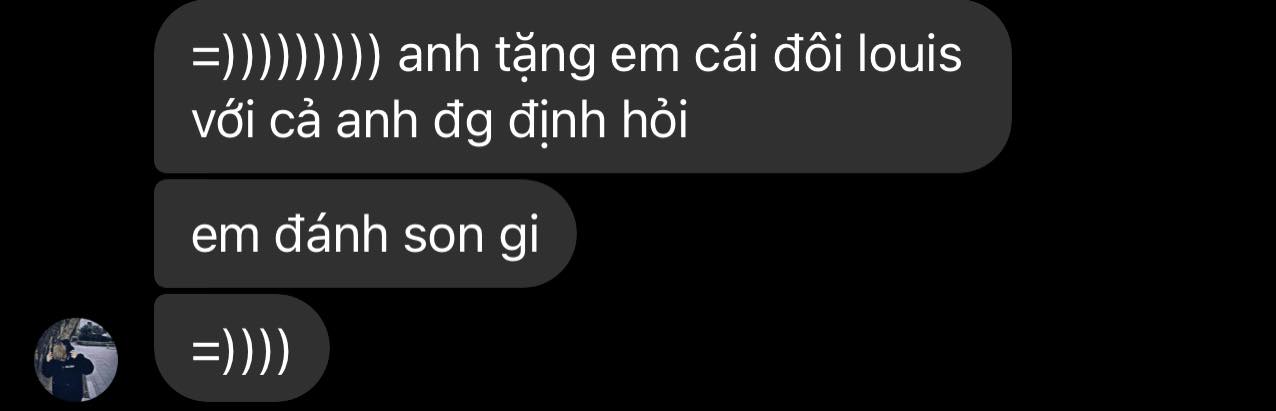 =))))))))) anh tặng em cái đôi louis
với cả anh đg định hỏi
em đánh son gi
=))))